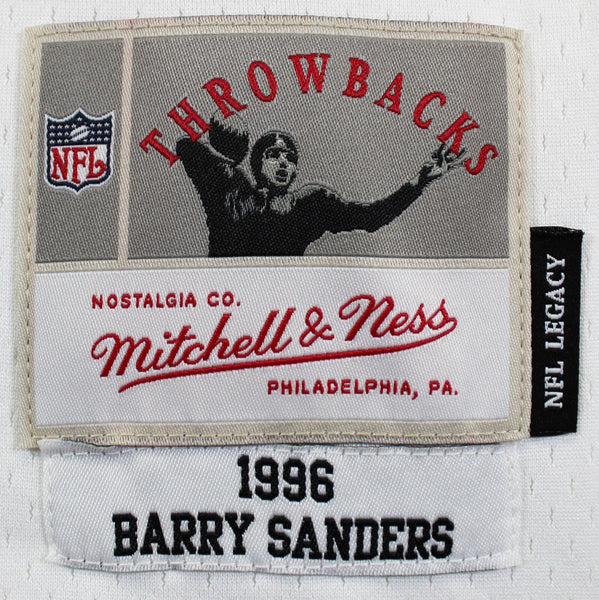 THROWBACKS
NFL
NOSTALGIA CO.
Mitchell & Ness
PHILADELPHIA, PA.
NFL LEGACY
1996
BARRY SANDERS